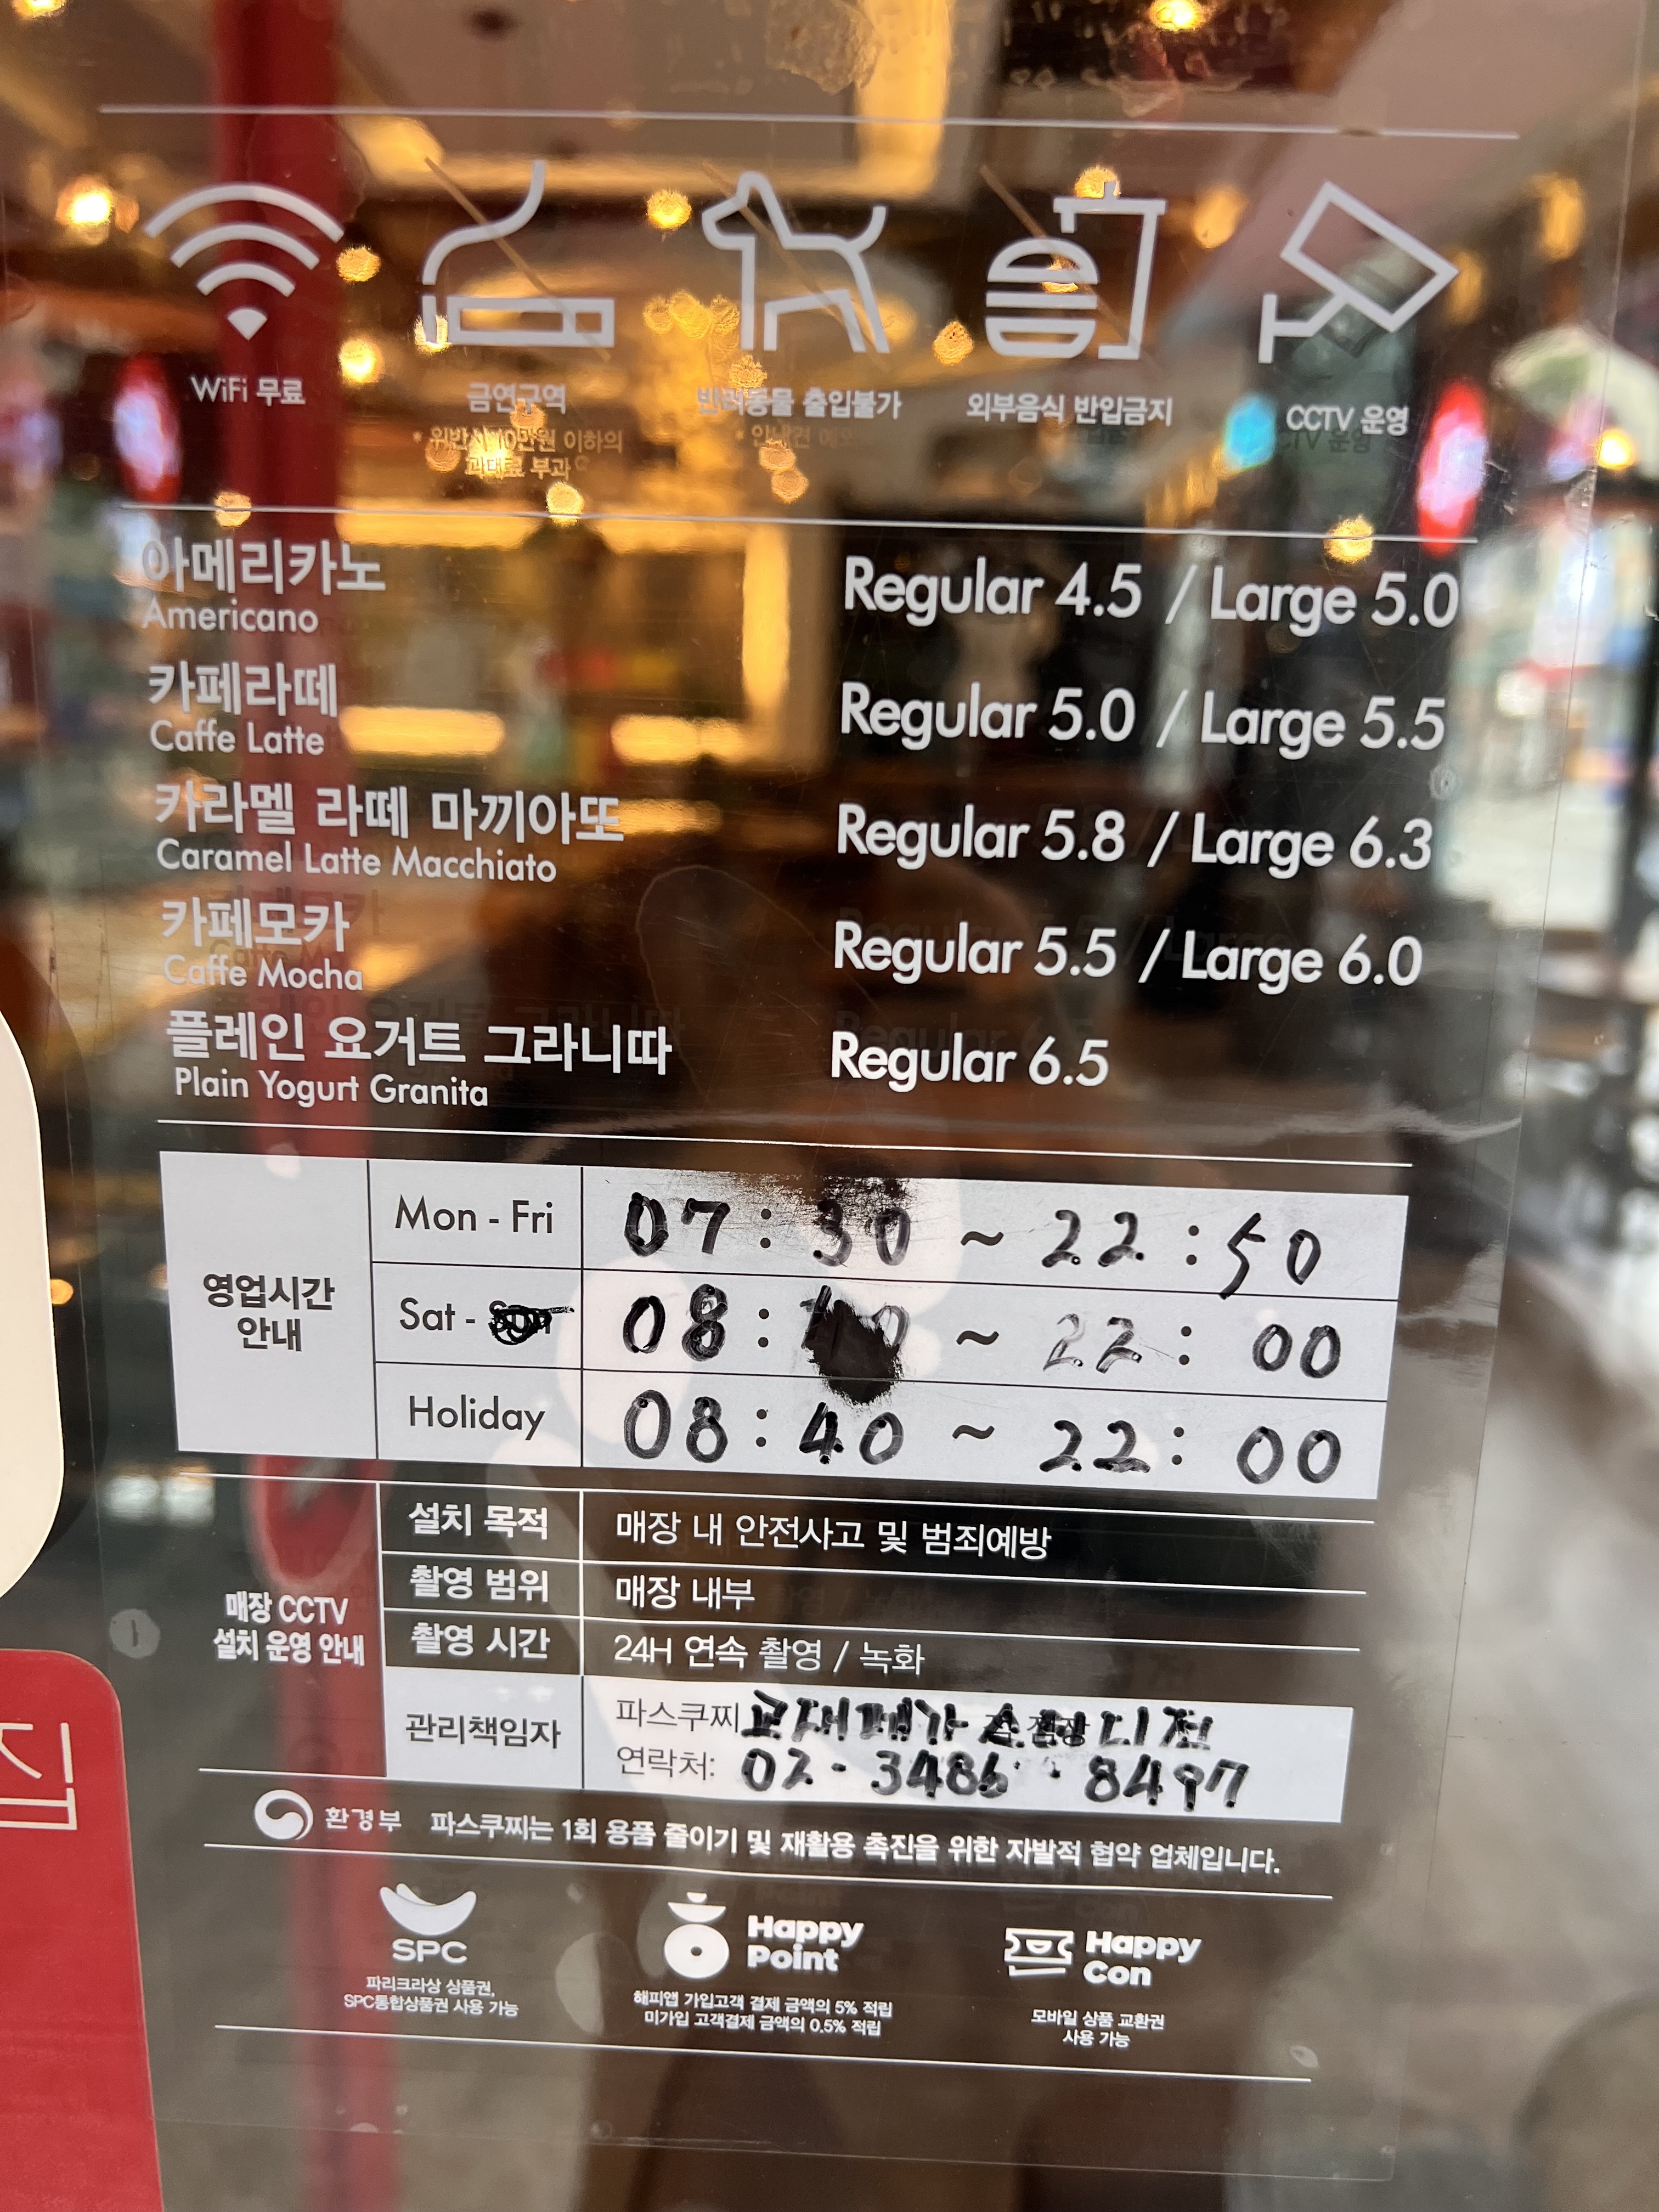 WiFi 무료
금연구역
* 위반시 10만원 이하의
과태료 부과
반려동물 출입불가
* 안내견 예외
외부음식 반입금지
CCTV 운영
아메리카노 Regular 4.5 / Large 5.0
Americano
카페라떼 Regular 5.0 / Large 5.5
Caffe Latte
카라멜 라떼 마끼아또 Regular 5.8 / Large 6.3
Caramel Latte Macchiato
카페모카 Regular 5.5 / Large 6.0
Caffe Mocha
플레인 요거트 그라니따 Regular 6.5
Plain Yogurt Granita
영업시간
안내
Mon - Fri 07 : 30 ~ 22 : 50
Sat - 08 : ~ 22 : 00
Holiday 08 : 40 ~ 22 : 00
매장 CCTV
설치 운영 안내
설치 목적 매장 내 안전사고 및 범죄예방
촬영 범위 매장 내부
촬영 시간 24H 연속 촬영 / 녹화
관리책임자 파스쿠찌 교대메가스터디점
연락처: 02-3486-8497
환경부 파스쿠찌는 1회 용품 줄이기 및 재활용 촉진을 위한 자발적 협약 업체입니다.
SPC
파리크라상 상품권,
SPC통합상품권 사용 가능
Happy
Point
해피앱 가입고객 결제 금액의 5% 적립
미가입 고객결제 금액의 0.5% 적립
Happy
Con
모바일 상품 교환권
사용 가능
집